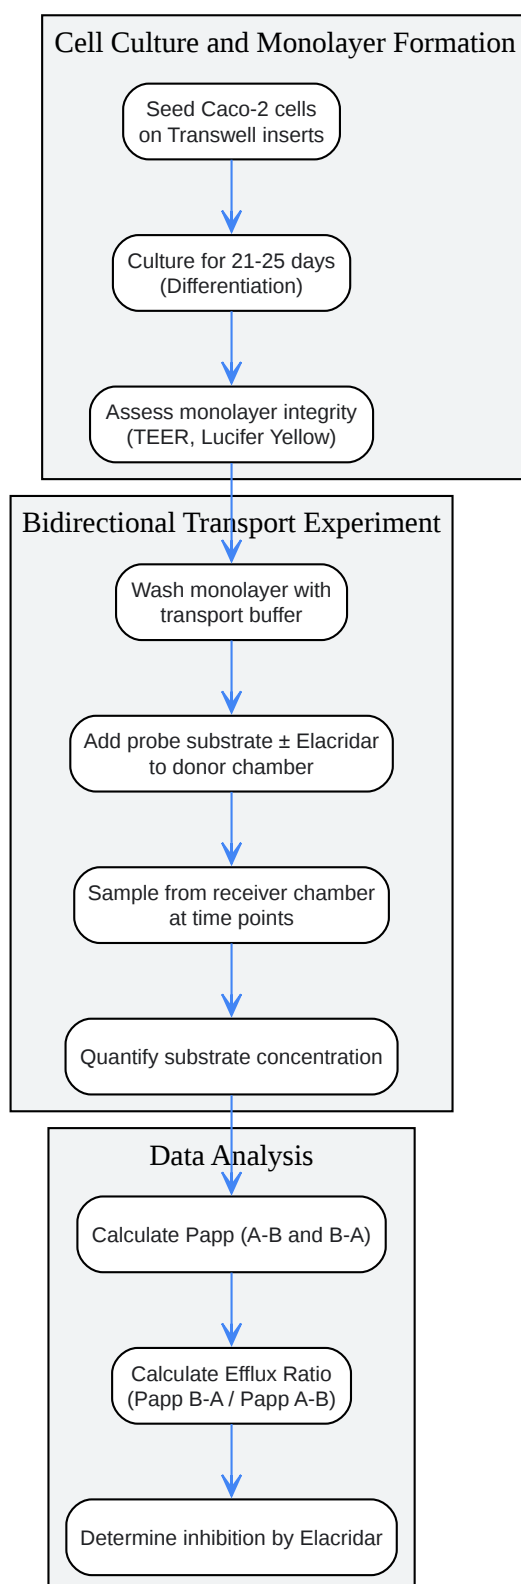 Cell Culture and Monolayer Formation
Seed Caco-2 cells
on Transwell inserts
Culture for 21-25 days
(Differentiation)
Assess monolayer integrity
(TEER, Lucifer Yellow)
Bidirectional Transport Experiment
Wash monolayer with
transport buffer
Add probe substrate ± Elacridar
to donor chamber
Sample from receiver chamber
at time points
Quantify substrate concentration
Data Analysis
Calculate Papp (A-B and B-A)
Calculate Efflux Ratio
(Papp B-A / Papp A-B)
Determine inhibition by Elacridar